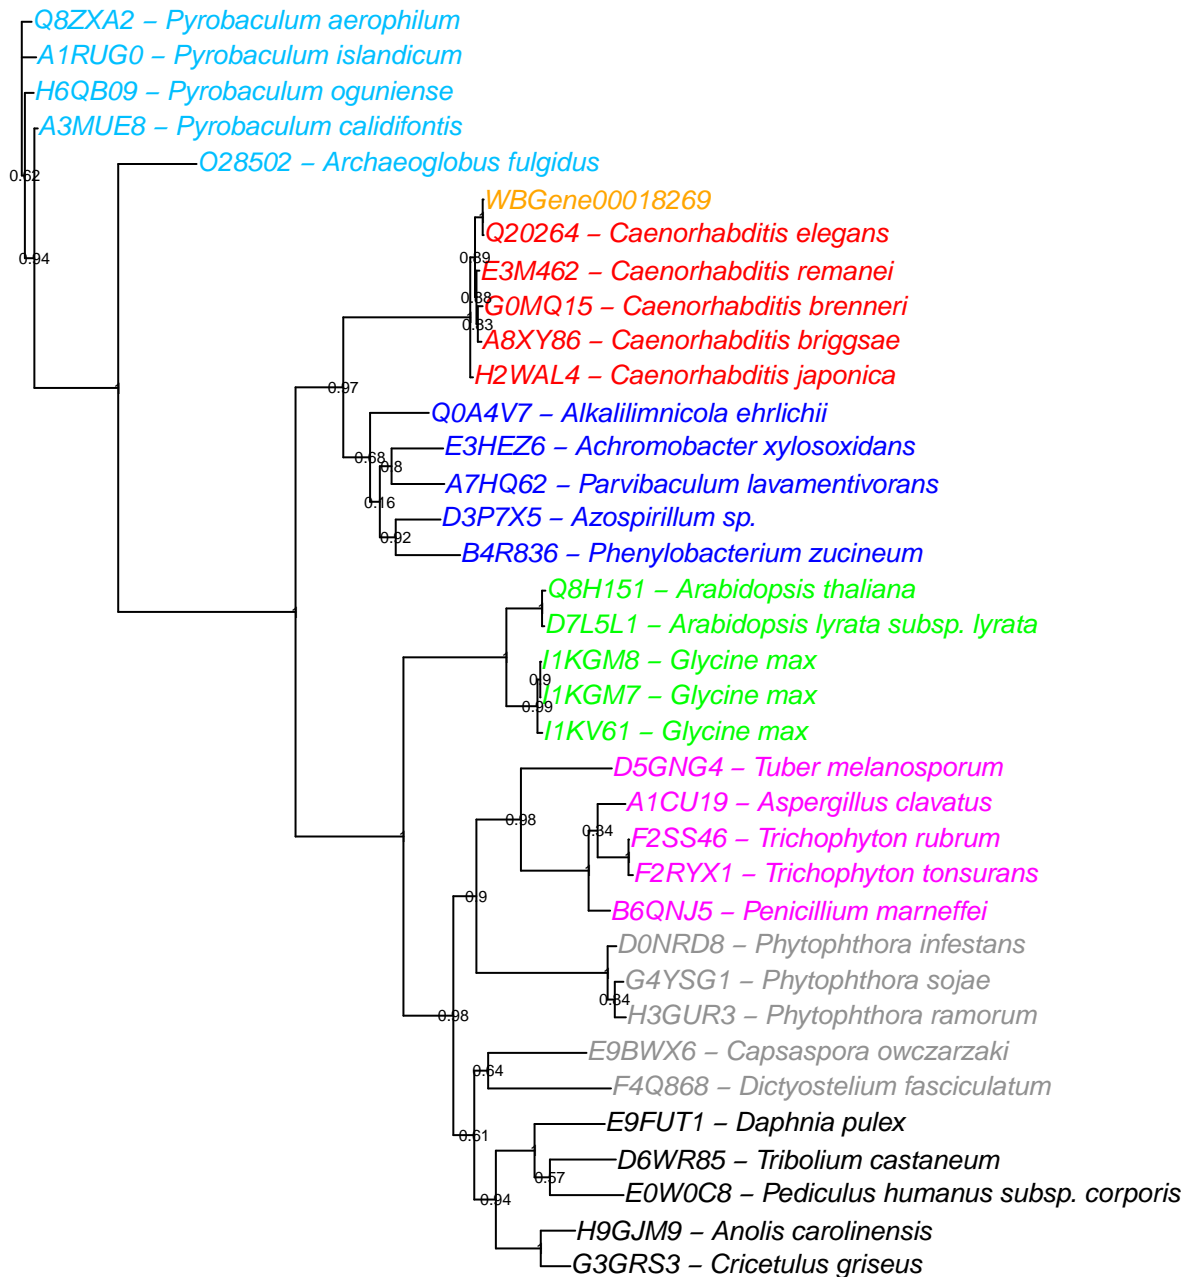 Q8ZXA2 – Pyrobaculum aerophilum
A1RUG0 – Pyrobaculum islandicum
H6QB09 – Pyrobaculum oguniense
A3MUE8 – Pyrobaculum calidifontis
O28502 – Archaeoglobus fulgidus
0.62
WBGene00018269
Q20264 – Caenorhabditis elegans
0.94
0.89
E3M462 – Caenorhabditis remanei
0.88
G0MQ15 – Caenorhabditis brenneri
0.83
A8XY86 – Caenorhabditis briggsae
H2WAL4 – Caenorhabditis japonica
0.97
Q0A4V7 – Alkalilimnicola ehrlichii
E3HEZ6 – Achromobacter xylosoxidans
0.68
0.8
A7HQ62 – Parvibaculum lavamentivorans
0.16
D3P7X5 – Azospirillum sp.
0.92
B4R836 – Phenylobacterium zucineum
Q8H151 – Arabidopsis thaliana
D7L5L1 – Arabidopsis lyrata subsp. lyrata
I1KGM8 – Glycine max
0.9
I1KGM7 – Glycine max
0.99
I1KV61 – Glycine max
D5GNG4 – Tuber melanosporum
A1CU19 – Aspergillus clavatus
0.98
0.84
F2SS46 – Trichophyton rubrum
F2RYX1 – Trichophyton tonsurans
0.9
B6QNJ5 – Penicillium marneffei
D0NRD8 – Phytophthora infestans
G4YSG1 – Phytophthora sojae
0.84
H3GUR3 – Phytophthora ramorum
0.98
E9BWX6 – Capsaspora owczarzaki
0.64
F4Q868 – Dictyostelium fasciculatum
E9FUT1 – Daphnia pulex
0.61
D6WR85 – Tribolium castaneum
0.57
E0W0C8 – Pediculus humanus subsp. corporis
0.94
H9GJM9 – Anolis carolinensis
G3GRS3 – Cricetulus griseus